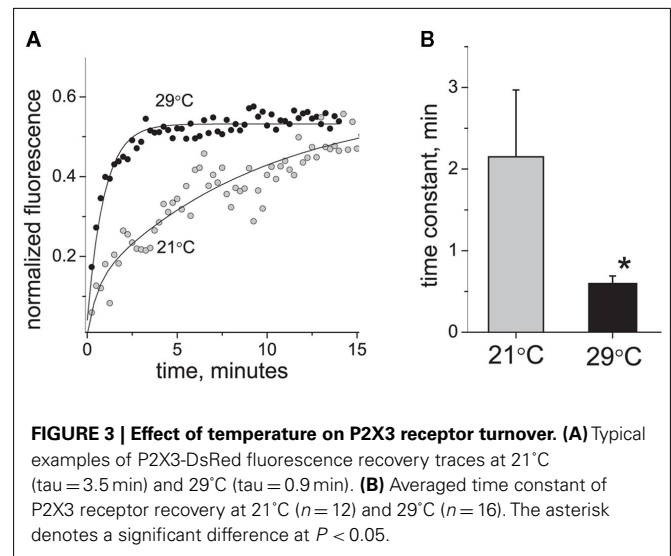 A
B
normalized fluorescence
0.6
0.4
0.2
29°C
21°C
0
5
10
15
time, minutes
time constant, min
3
2
1
0
*
21°C
29°C
FIGURE 3 | Effect of temperature on P2X3 receptor turnover. (A) Typical
examples of P2X3-DsRed fluorescence recovery traces at 21°C
(tau = 3.5 min) and 29°C (tau = 0.9 min). (B) Averaged time constant of
P2X3 receptor recovery at 21°C (n = 12) and 29°C (n = 16). The asterisk
denotes a significant difference at P < 0.05.